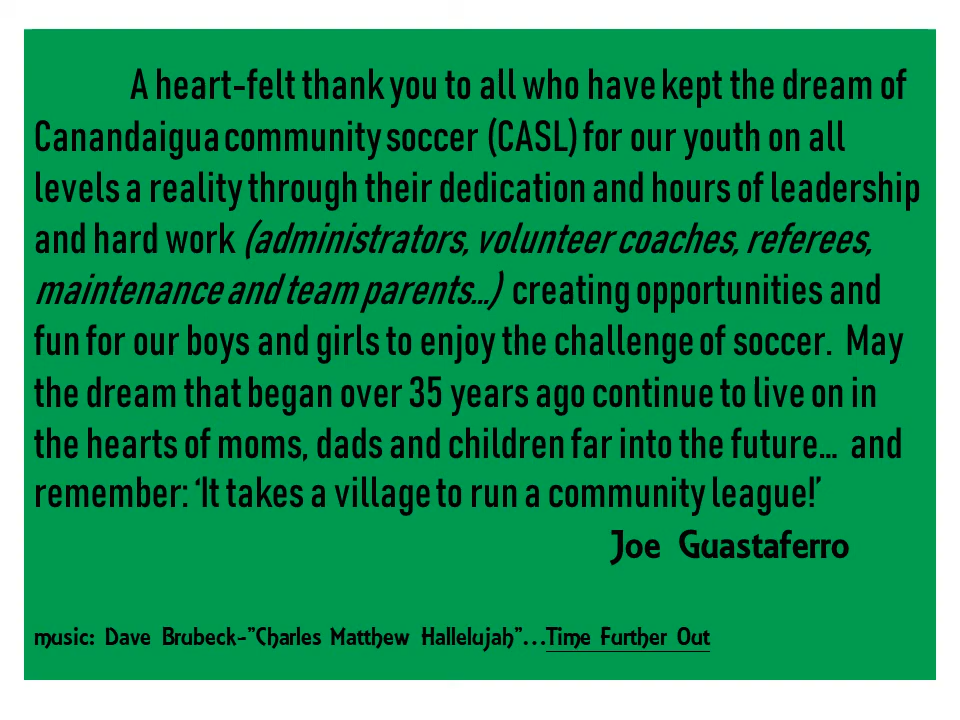 A heart-felt thank you to all who have kept the dream of
Canandaigua community soccer (CASL) for our youth on all
levels a reality through their dedication and hours of leadership
and hard work (administrators, volunteer coaches, referees,
maintenance and team parents...) creating opportunities and
fun for our boys and girls to enjoy the challenge of soccer. May
the dream that began over 35 years ago continue to live on in
the hearts of moms, dads and children far into the future... and
remember: ‘It takes a village to run a community league!’
Joe Guastaferro
music: Dave Brubeck-"Charles Matthew Hallelujah"...Time Further Out